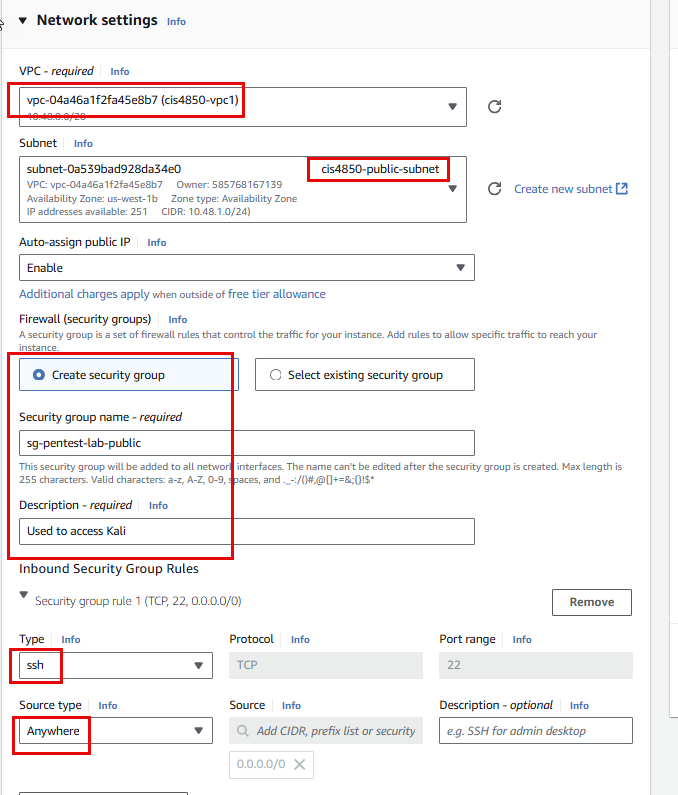 Network settings Info
VPC - required Info
vpc-04a46a1f2fa45e8b7 (cis4850-vpc1)
10.48.0.0/20
Subnet Info
subnet-0a539bad928da34e0 cis4850-public-subnet
VPC: vpc-04a46a1f2fa45e8b7 Owner: 585768167139
Availability Zone: us-west-1b Zone type: Availability Zone
IP addresses available: 251 CIDR: 10.48.1.0/24)
Create new subnet
Auto-assign public IP Info
Enable
Additional charges apply when outside of free tier allowance
Firewall (security groups) Info
A security group is a set of firewall rules that control the traffic for your instance. Add rules to allow specific traffic to reach your
instance.
Create security group Select existing security group
Security group name - required
sg-pentest-lab-public
This security group will be added to all network interfaces. The name can't be edited after the security group is created. Max length is
255 characters. Valid characters: a-z, A-Z, 0-9, spaces, and ._-:/()#,@[]+=&;{}!$*
Description - required Info
Used to access Kali
Inbound Security Group Rules
Security group rule 1 (TCP, 22, 0.0.0.0/0) Remove
Type Info Protocol Info Port range Info
ssh TCP 22
Source type Info Source Info Description - optional Info
Anywhere Add CIDR, prefix list or security e.g. SSH for admin desktop
0.0.0.0/0